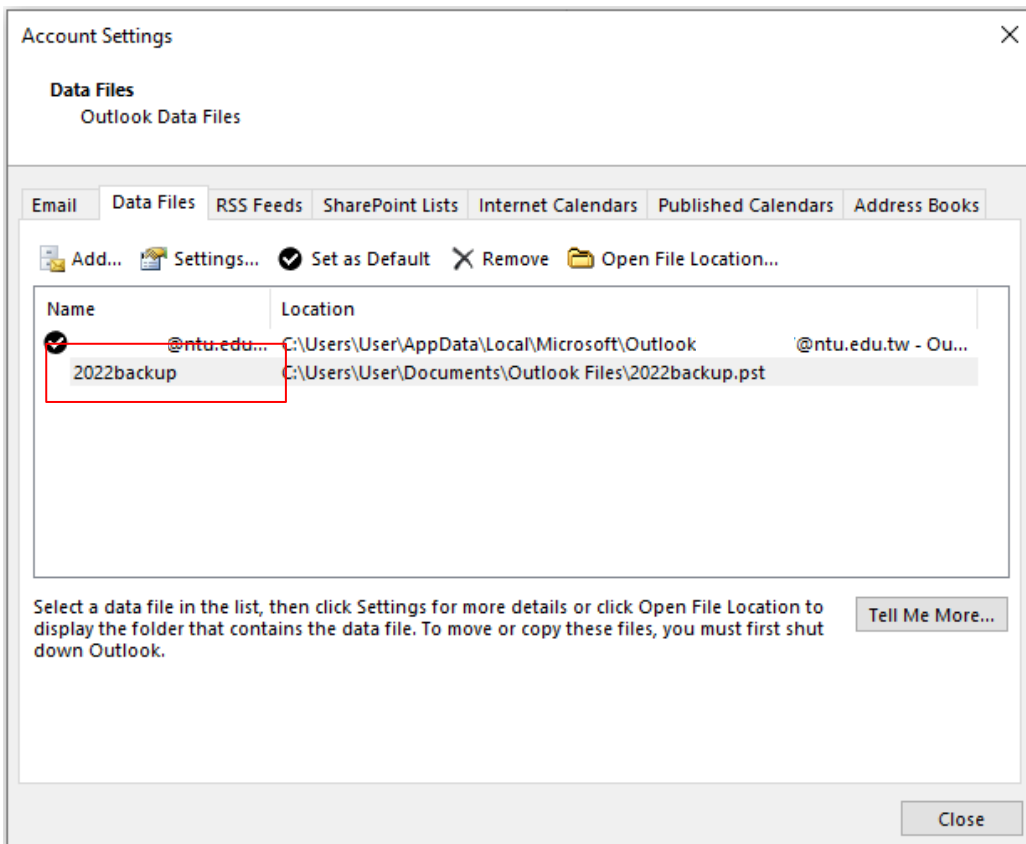 Account Settings
Data Files
Outlook Data Files
Email Data Files RSS Feeds SharePoint Lists Internet Calendars Published Calendars Address Books
Add... Settings... Set as Default Remove Open File Location...
Name Location
@ntu.edu... C:\Users\User\AppData\Local\Microsoft\Outlook @ntu.edu.tw - Ou...
2022backup C:\Users\User\Documents\Outlook Files\2022backup.pst
Select a data file in the list, then click Settings for more details or click Open File Location to
display the folder that contains the data file. To move or copy these files, you must first shut
down Outlook.
Tell Me More...
Close